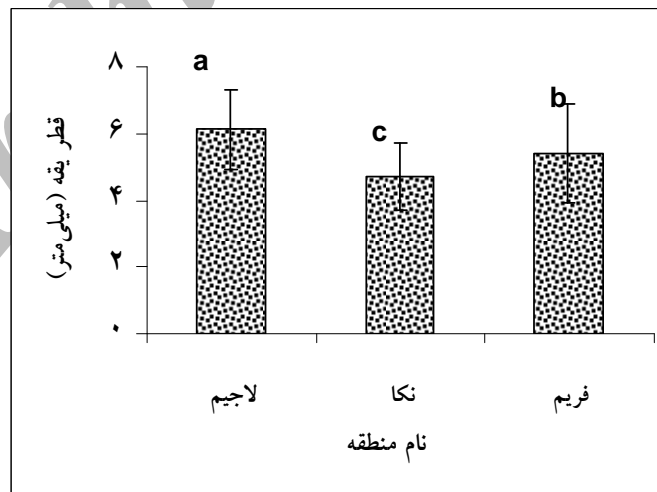 قطر یقه (میلی‌متر)
۸
۶
۴
۲
۰
a
c
b
لاجیم
نکا
فریم
نام منطقه